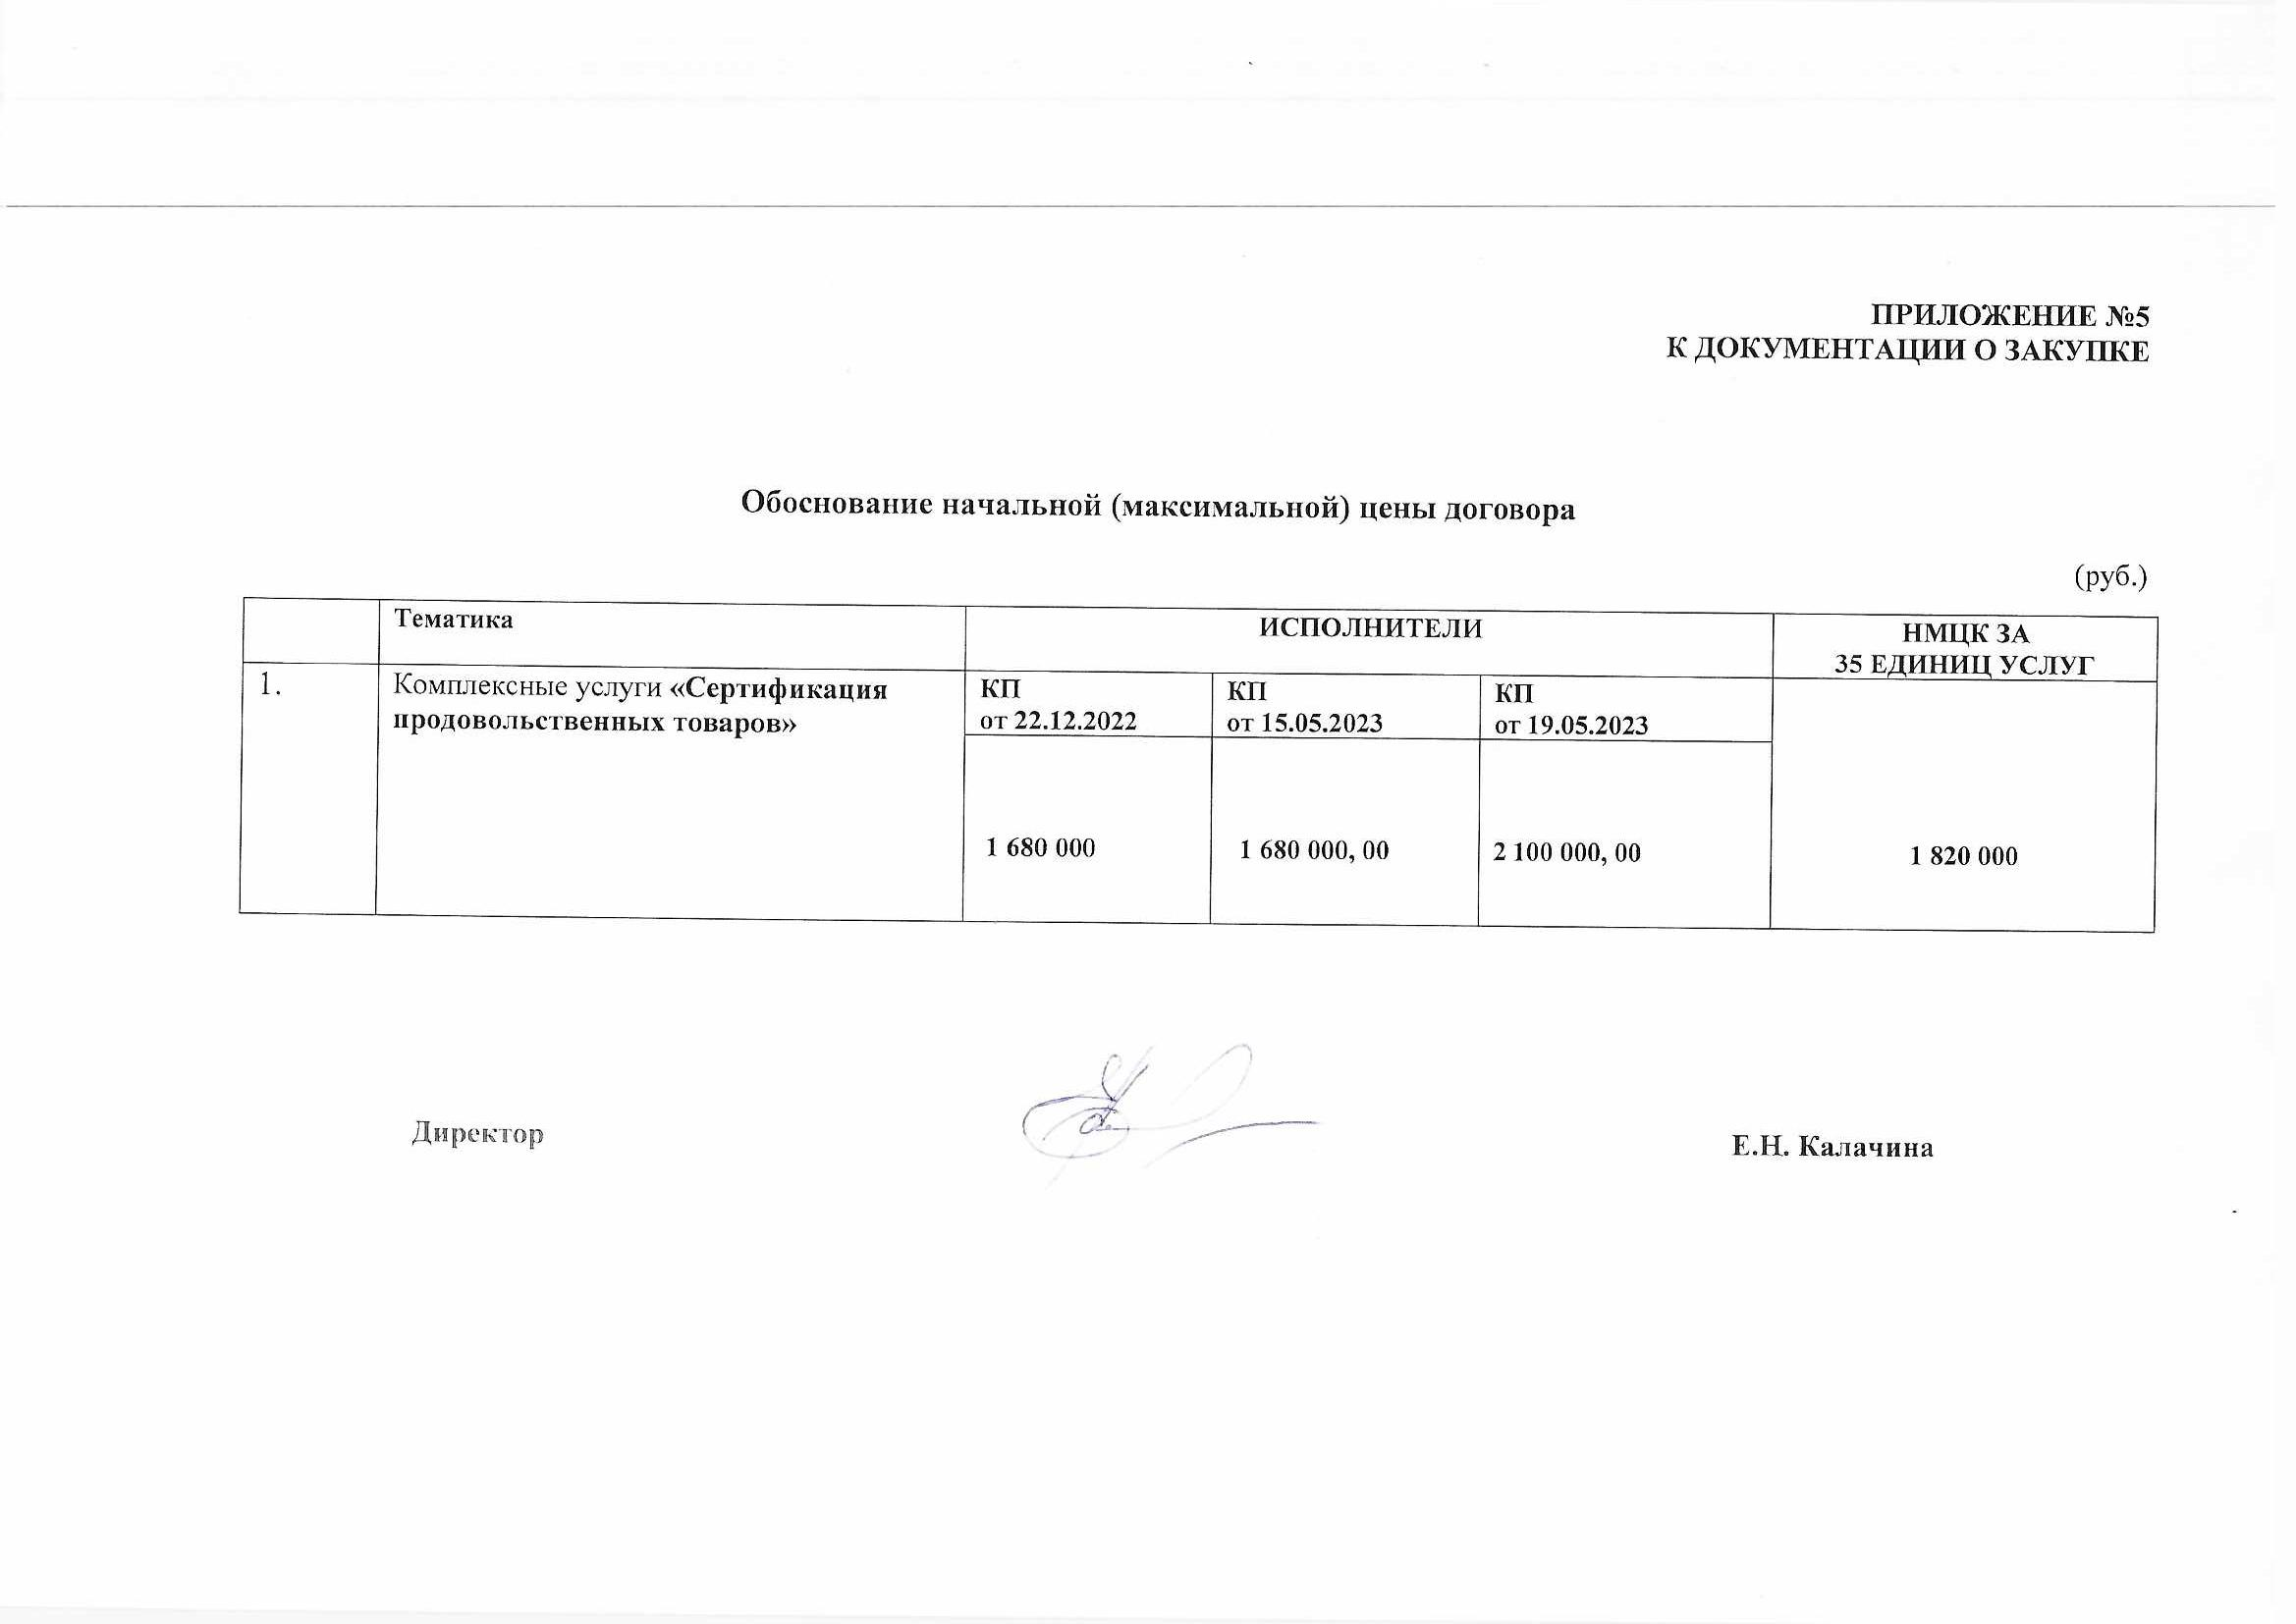 ПРИЛОЖЕНИЕ №5
К ДОКУМЕНТАЦИИ О ЗАКУПКЕ
Обоснование начальной (максимальной) цены договора
(руб.)
Тематика
ИСПОЛНИТЕЛИ
НМЦК ЗА
35 ЕДИНИЦ УСЛУГ
1.
Комплексные услуги «Сертификация
продовольственных товаров»
КП
от 22.12.2022
КП
от 15.05.2023
КП
от 19.05.2023
1 680 000
1 680 000, 00
2 100 000, 00
1 820 000
Директор
Е.Н. Калачина